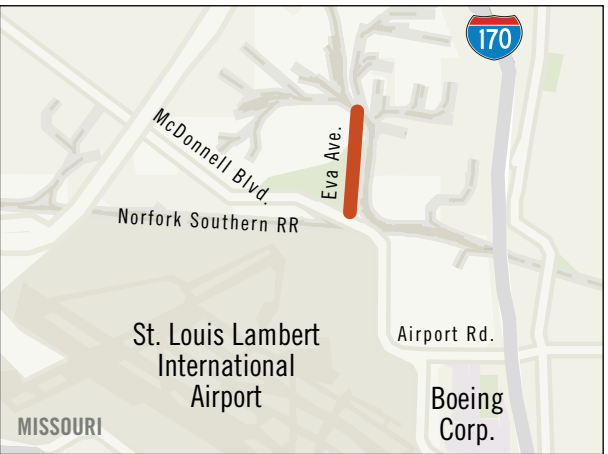 170
McDonnell Blvd.
Eva Ave.
Norfork Southern RR
St. Louis Lambert
International
Airport
Airport Rd.
Boeing
Corp.
MISSOURI